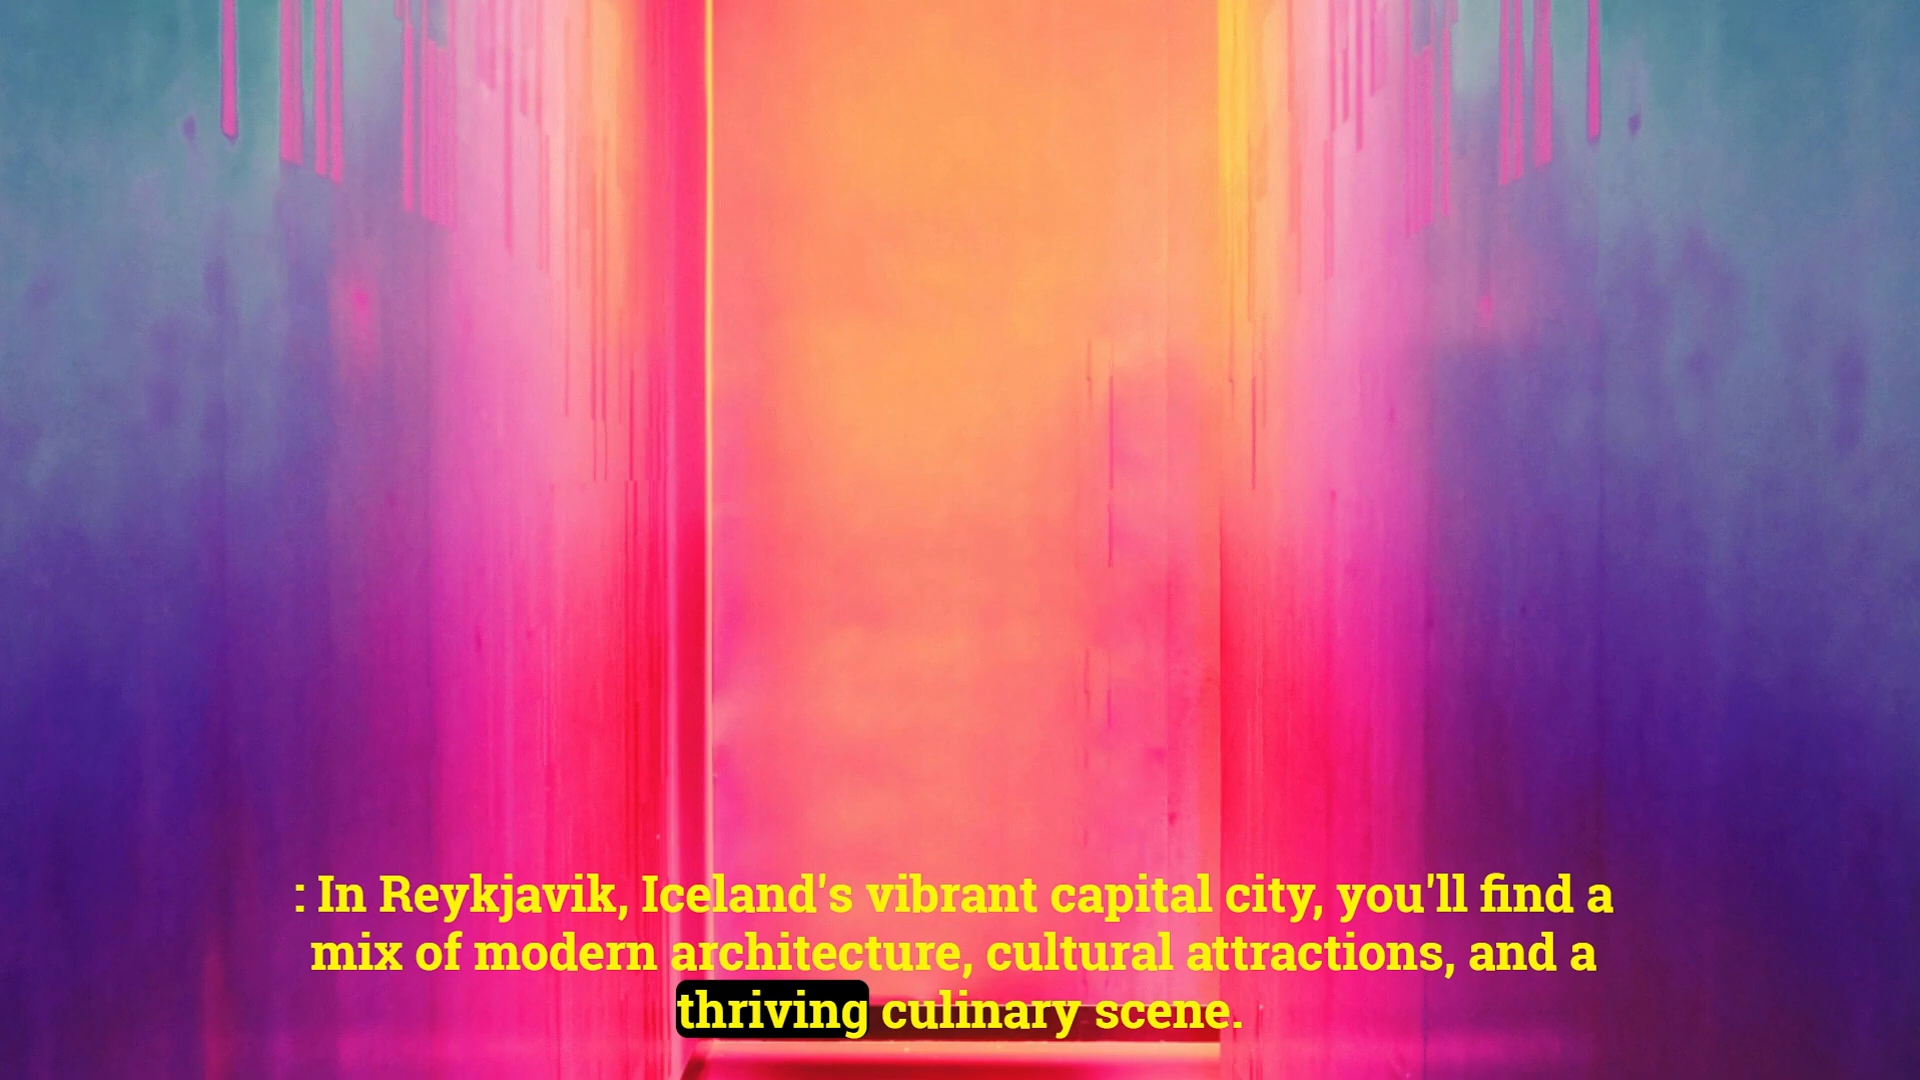 : In Reykjavik, Iceland's vibrant capital city, you'll find a
mix of modern architecture, cultural attractions, and a
thriving culinary scene.